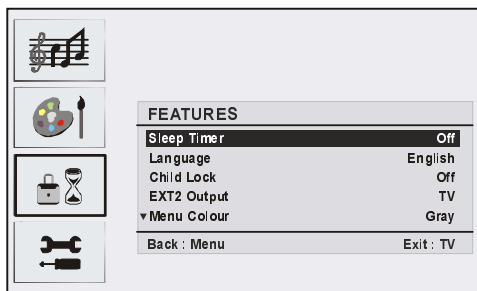 FEATURES
Sleep Timer Off
Language English
Child Lock Off
EXT2 Output TV
▾Menu Colour Gray
Back : Menu Exit : TV